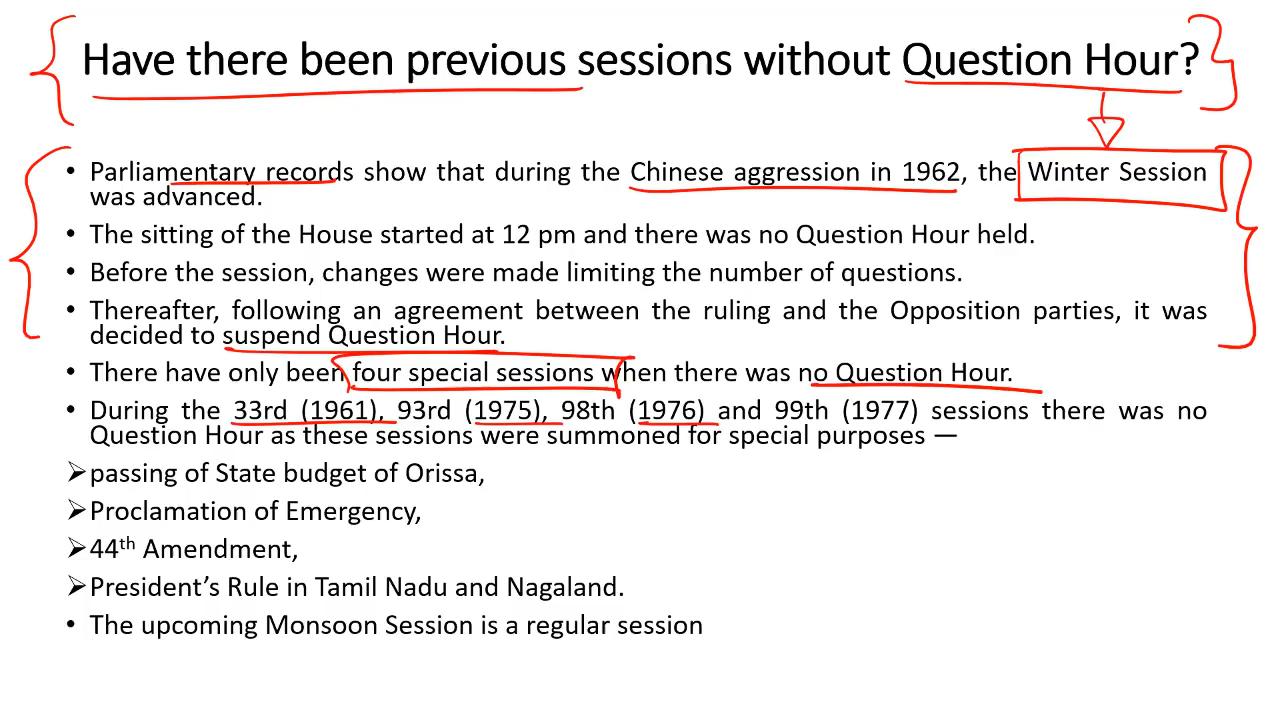 Have there been previous sessions without Question Hour?
• Parliamentary records show that during the Chinese aggression in 1962, the Winter Session
was advanced.
• The sitting of the House started at 12 pm and there was no Question Hour held.
• Before the session, changes were made limiting the number of questions.
• Thereafter, following an agreement between the ruling and the Opposition parties, it was
decided to suspend Question Hour.
• There have only been four special sessions when there was no Question Hour.
• During the 33rd (1961), 93rd (1975), 98th (1976) and 99th (1977) sessions there was no
Question Hour as these sessions were summoned for special purposes —
➢passing of State budget of Orissa,
➢Proclamation of Emergency,
➢44th Amendment,
➢President’s Rule in Tamil Nadu and Nagaland.
• The upcoming Monsoon Session is a regular session